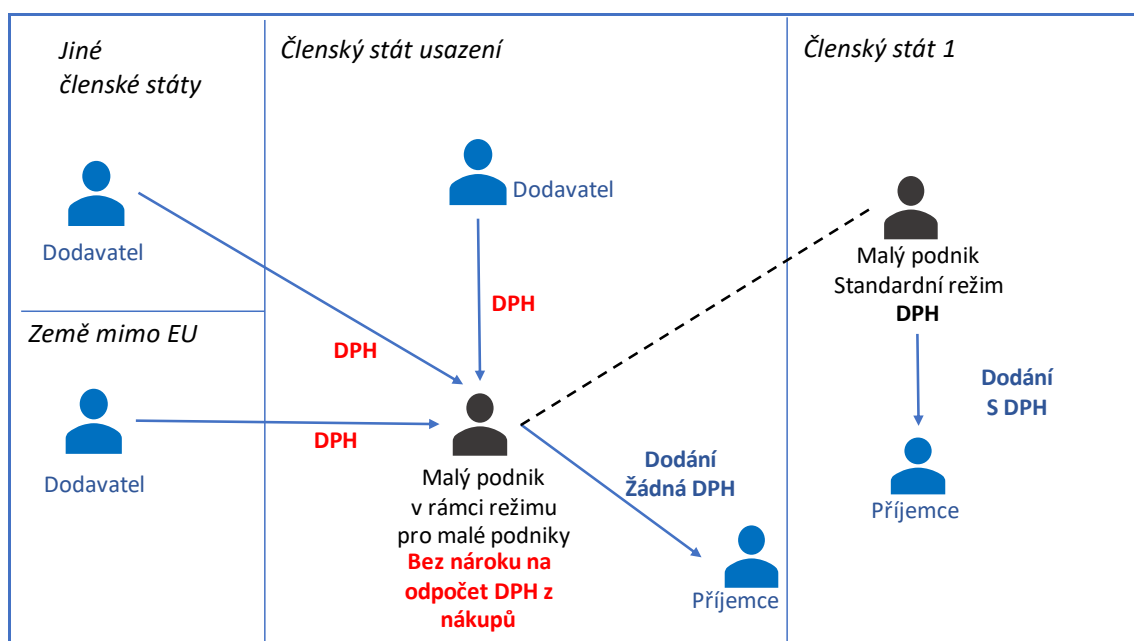 Jiné
členské státy
Dodavatel
Země mimo EU
Dodavatel
Členský stát usazení
Dodavatel
DPH
DPH
DPH
Malý podnik
v rámci režimu
pro malé podniky
Bez nároku na
odpočet DPH z
nákupů
Dodání
Žádná DPH
Příjemce
Členský stát 1
Malý podnik
Standardní režim
DPH
Dodání
S DPH
Příjemce